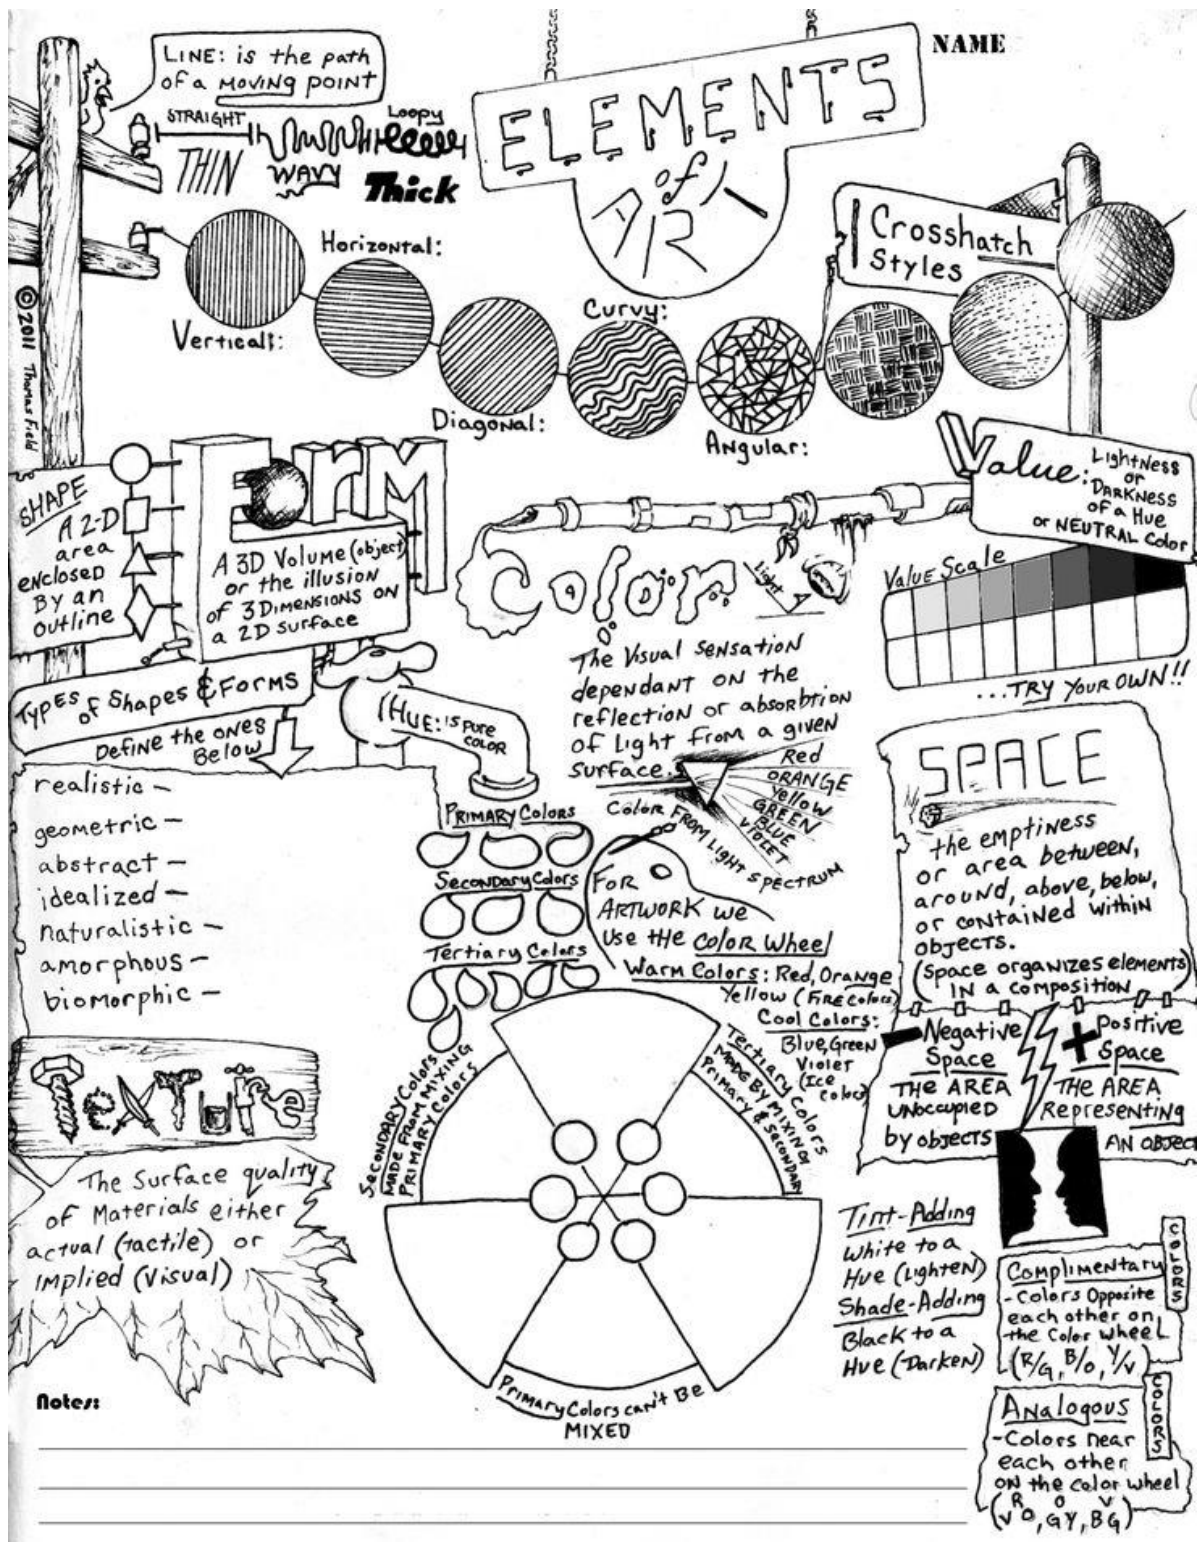 NAME
ELEMENTS
of
ART
LINE: is the path
of a MOVING POINT
STRAIGHT
THIN
WAVY
Loopy
Thick
Crosshatch
Styles
Vertical:
Horizontal:
Diagonal:
Curvy:
Angular:
©2011 Thomas Field
SHAPE
A 2-D
area
enclosed
By an
outline
Form
A 3D Volume (object)
or the illusion
of 3 Dimensions on
a 2D surface
Value:
Lightness
or
DARKNESS
of a Hue
or NEUTRAL Color
Value Scale
...TRY YOUR OWN!!
Color:
Light
The Visual Sensation
dependant on the
reflection or absorbtion
of Light from a given
surface.
Red
ORANGE
Yellow
GREEN
BLUE
VIOLET
COLOR FROM LIGHT SPECTRUM
Types of Shapes & Forms
Define the ones
Below
realistic –
geometric –
abstract –
idealized –
naturalistic –
amorphous –
biomorphic –
HUE: is PURE
COLOR
PRIMARY COLORS
Secondary Colors
Tertiary Colors
FOR
ARTWORK we
use the color Wheel
Warm Colors: Red, Orange
Yellow (FIRE colors)
Cool Colors:
Blue, Green
Violet
(Ice
colors)
SECONDARY Colors
MADE FROM MIXING
PRIMARY Colors
Tertary Colors
MADE BY MIXING
Primary & Secondary
Primary Colors can't Be
MIXED
SPACE
the emptiness
or area between,
around, above, below,
or contained within
objects.
(space organizes elements)
IN a composition
Negative
Space
THE AREA
UNOCCUPIED
by objects
+ Positive
Space
THE AREA
Representing
AN OBJECT
Texture
The Surface quality
of Materials either
actual (tactile) or
Implied (Visual)
Tint-Adding
White to a
Hue (Lighten)
Shade-Adding
Black to a
Hue (Darken)
Complimentary
COLORS
-Colors Opposite
each other on
the Color wheel
(R/G, B/O, Y/V)
Analogous
COLORS
-Colors near
each other
ON the color wheel
R O V
(V O, G Y, B G)
Notes: